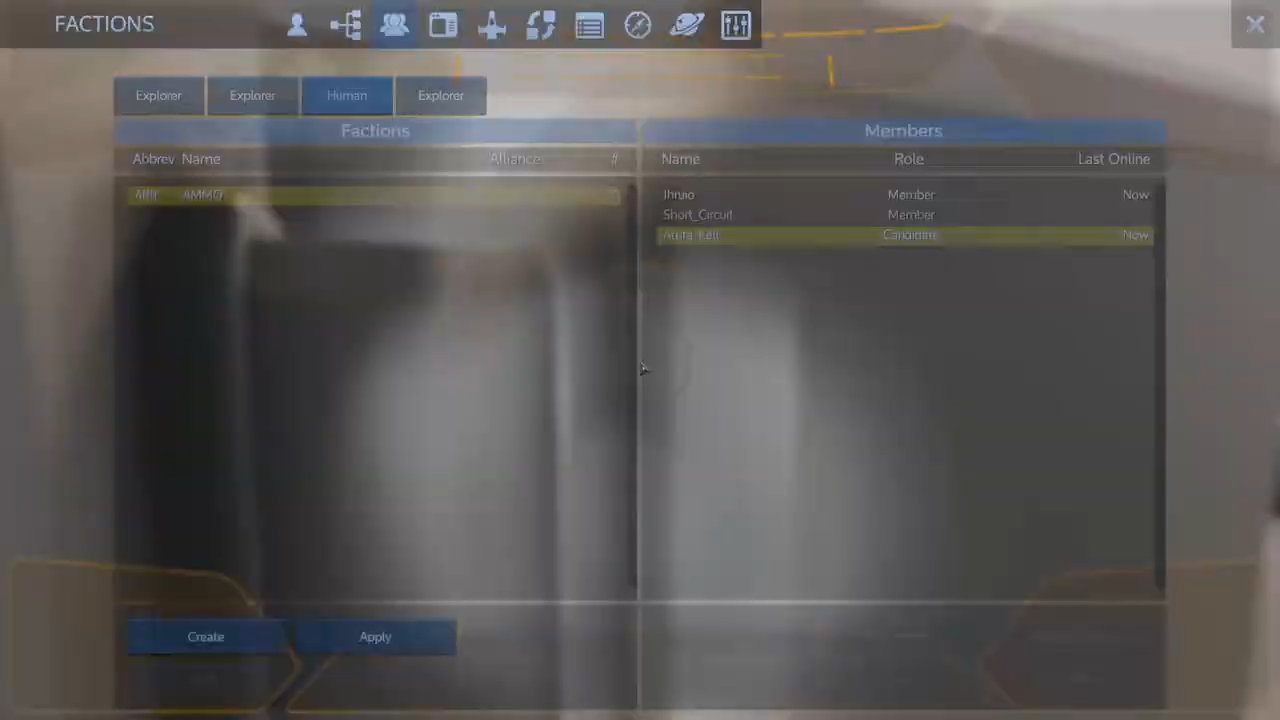 FACTIONS
Explorer Explorer Human Explorer
Factions Members
Abbrev Name Alliance # Name Role Last Online
AMMO Member Now
Short_Circuit Member
Candidate Now
Create Apply